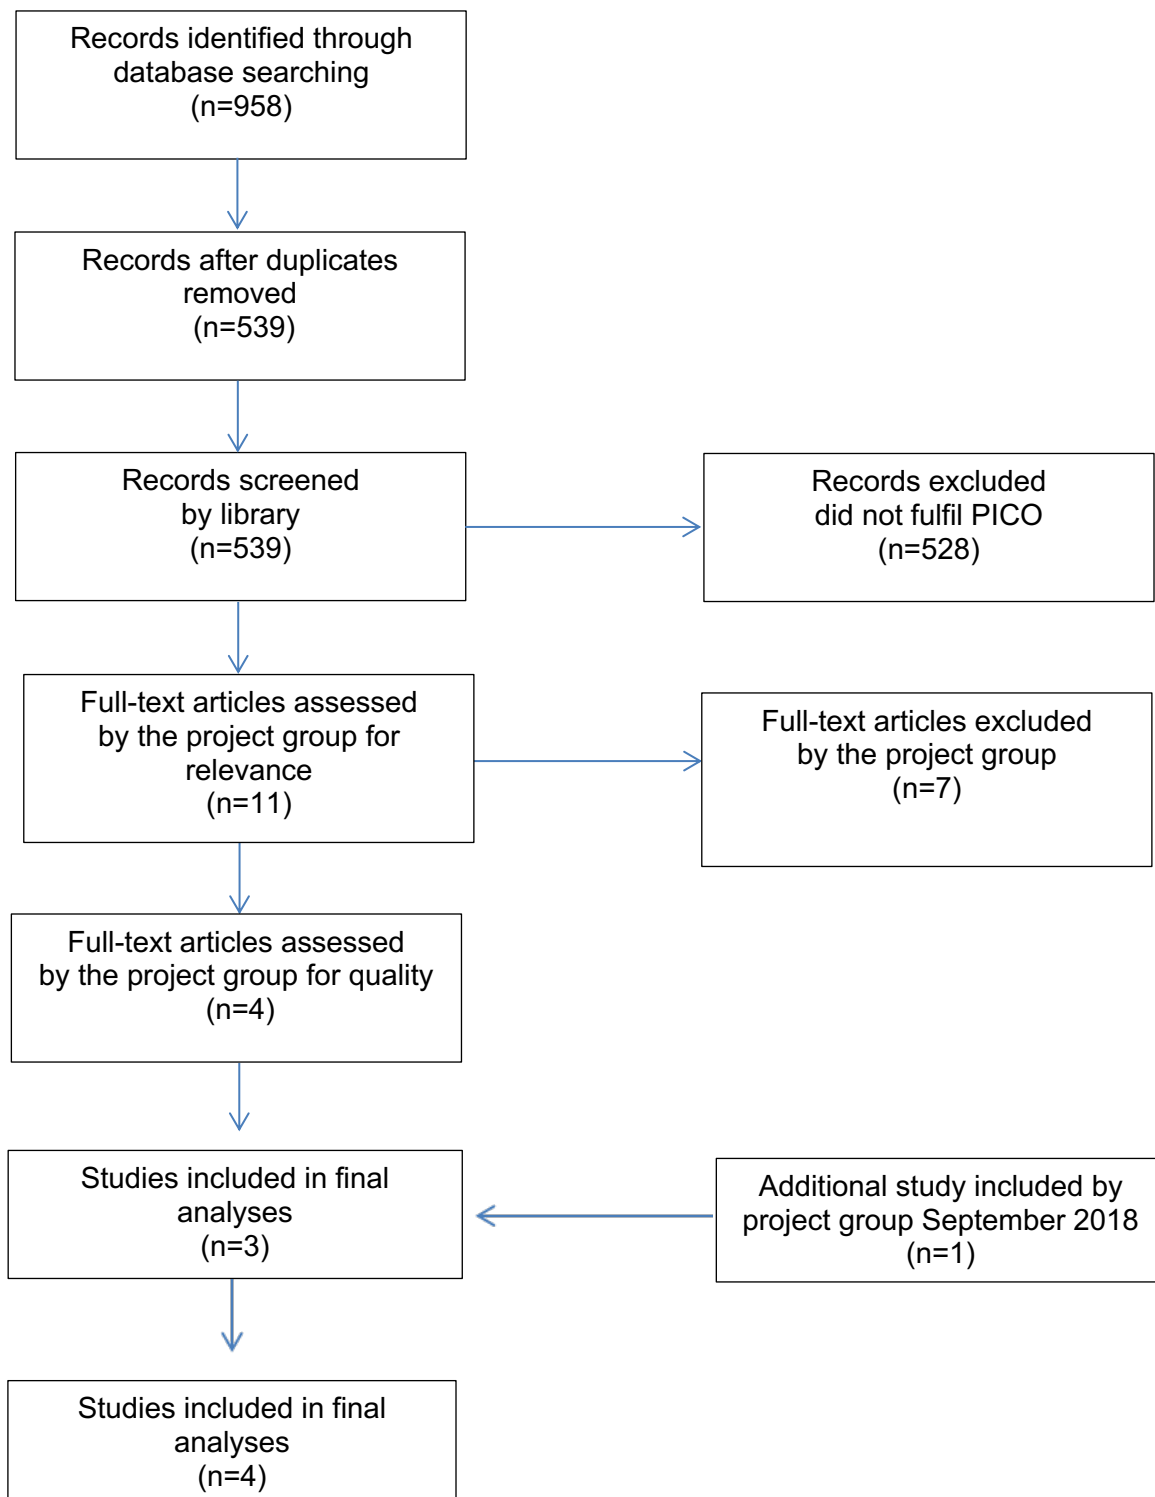 Records identified through
database searching
(n=958)
Records after duplicates
removed
(n=539)
Records screened
by library
(n=539)
Records excluded
did not fulfil PICO
(n=528)
Full-text articles assessed
by the project group for
relevance
(n=11)
Full-text articles excluded
by the project group
(n=7)
Full-text articles assessed
by the project group for quality
(n=4)
Studies included in final
analyses
(n=3)
Additional study included by
project group September 2018
(n=1)
Studies included in final
analyses
(n=4)